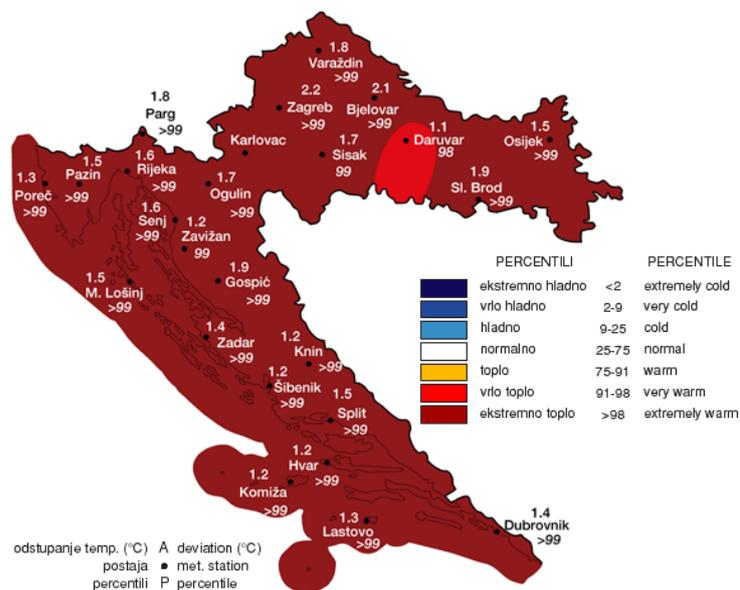 1.8
Varaždin
>99
2.2
Zagreb
>99
2.1
Bjelovar
>99
1.8
Parg
>99
Karlovac
1.7
Sisak
99
1.1
Daruvar
98
1.5
Osijek
>99
1.9
Sl. Brod
>99
1.3
Poreč
>99
1.5
Pazin
>99
1.6
Rijeka
>99
1.7
Ogulin
>99
1.6
Senj
>99
1.2
Zavižan
99
1.9
Gospić
>99
1.5
M. Lošinj
>99
1.4
Zadar
>99
1.2
Knin
>99
1.2
Šibenik
>99
1.5
Split
>99
1.2
Hvar
>99
1.2
Komiža
>99
1.3
Lastovo
>99
1.4
Dubrovnik
>99
PERCENTILI PERCENTILE
ekstremno hladno <2 extremely cold
vrlo hladno 2-9 very cold
hladno 9-25 cold
normalno 25-75 normal
toplo 75-91 warm
vrlo toplo 91-98 very warm
ekstremno toplo >98 extremely warm
odstupanje temp. (°C) A deviation (°C)
postaja met. station
percentili P percentile